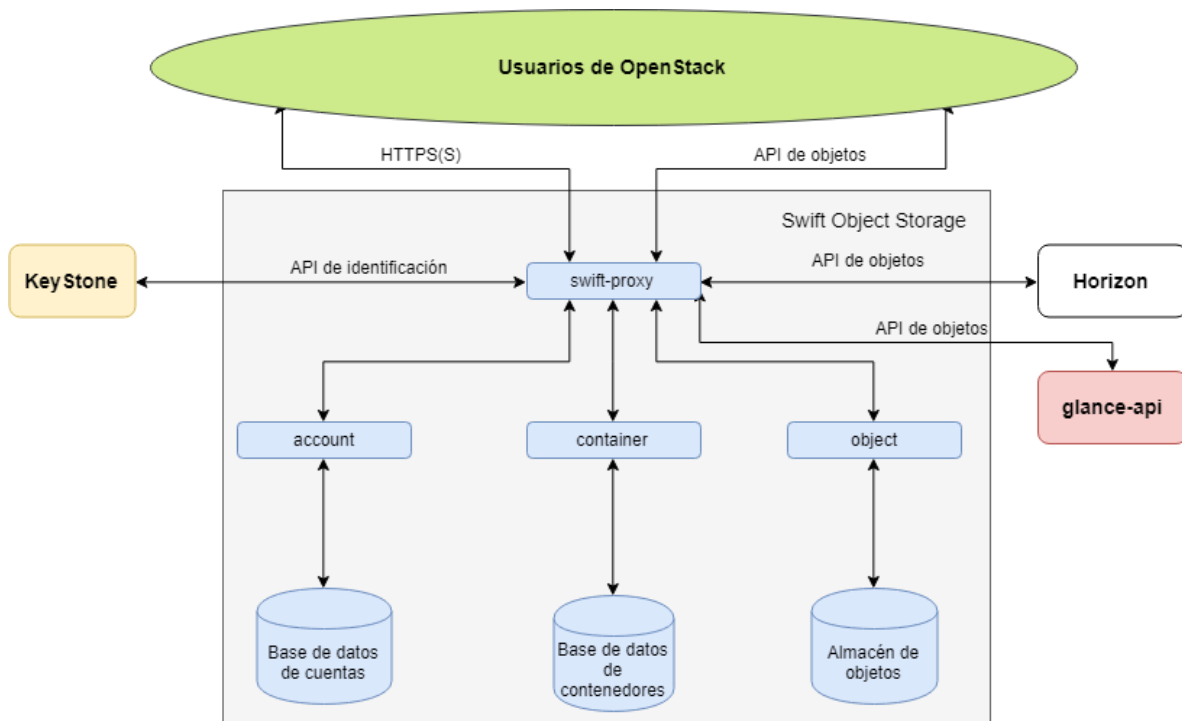 Usuarios de OpenStack
HTTPS(S)
API de objetos
Swift Object Storage
KeyStone
API de identificación
swift-proxy
API de objetos
Horizon
API de objetos
glance-api
account
container
object
Base de datos
de cuentas
Base de datos
de
contenedores
Almacén de
objetos